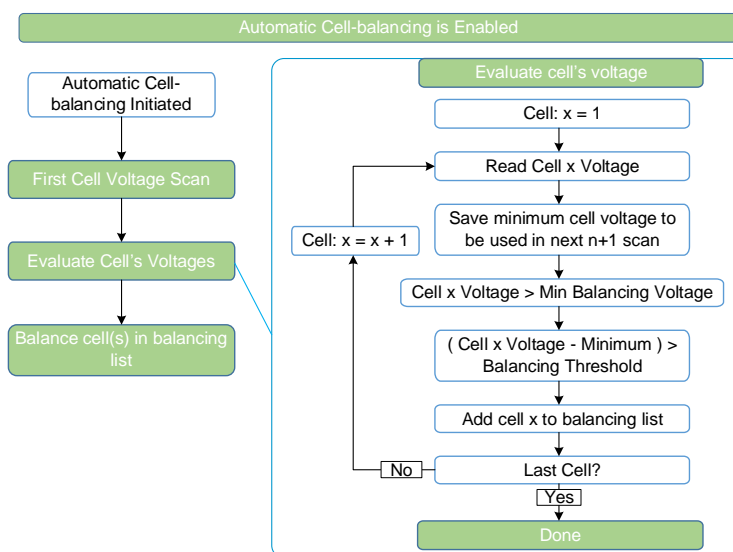 Automatic Cell-balancing is Enabled
Automatic Cell-
balancing Initiated
First Cell Voltage Scan
Evaluate Cell's Voltages
Balance cell(s) in balancing
list
Evaluate cell's voltage
Cell: x = 1
Read Cell x Voltage
Save minimum cell voltage to
be used in next n+1 scan
Cell: x = x + 1
Cell x Voltage > Min Balancing Voltage
( Cell x Voltage - Minimum ) >
Balancing Threshold
Add cell x to balancing list
Last Cell?
No
Yes
Done